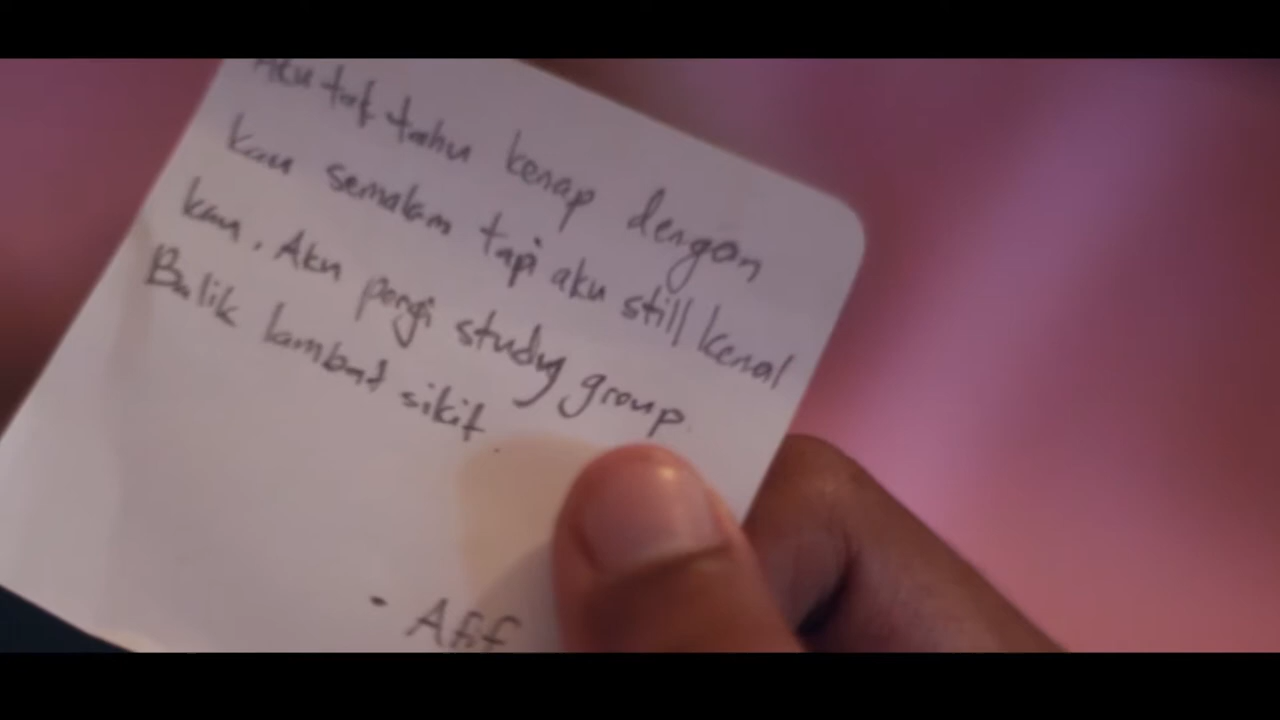 Aku tak tahu kenap dengan
kau semalam tapi aku still kenal
kau. Aku pergi study group.
Balik lambat sikit.
- Afif